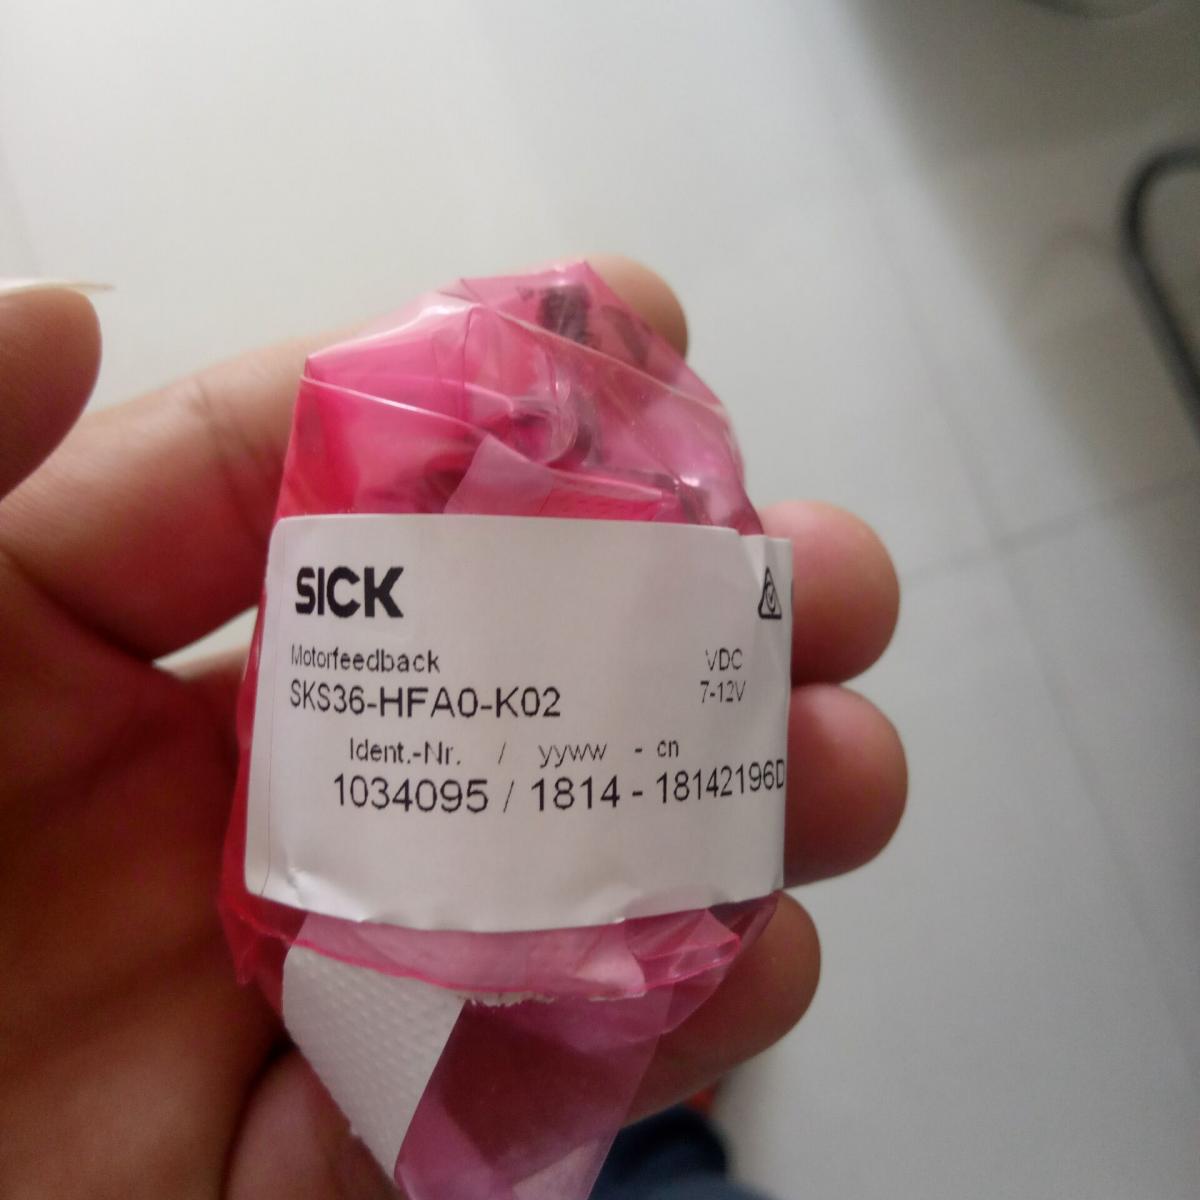 SICK
Motorfeedback VDC
SKS36-HFA0-K02 7-12V
Ident.-Nr. / yyww - cn
1034095 / 1814 - 18142196D